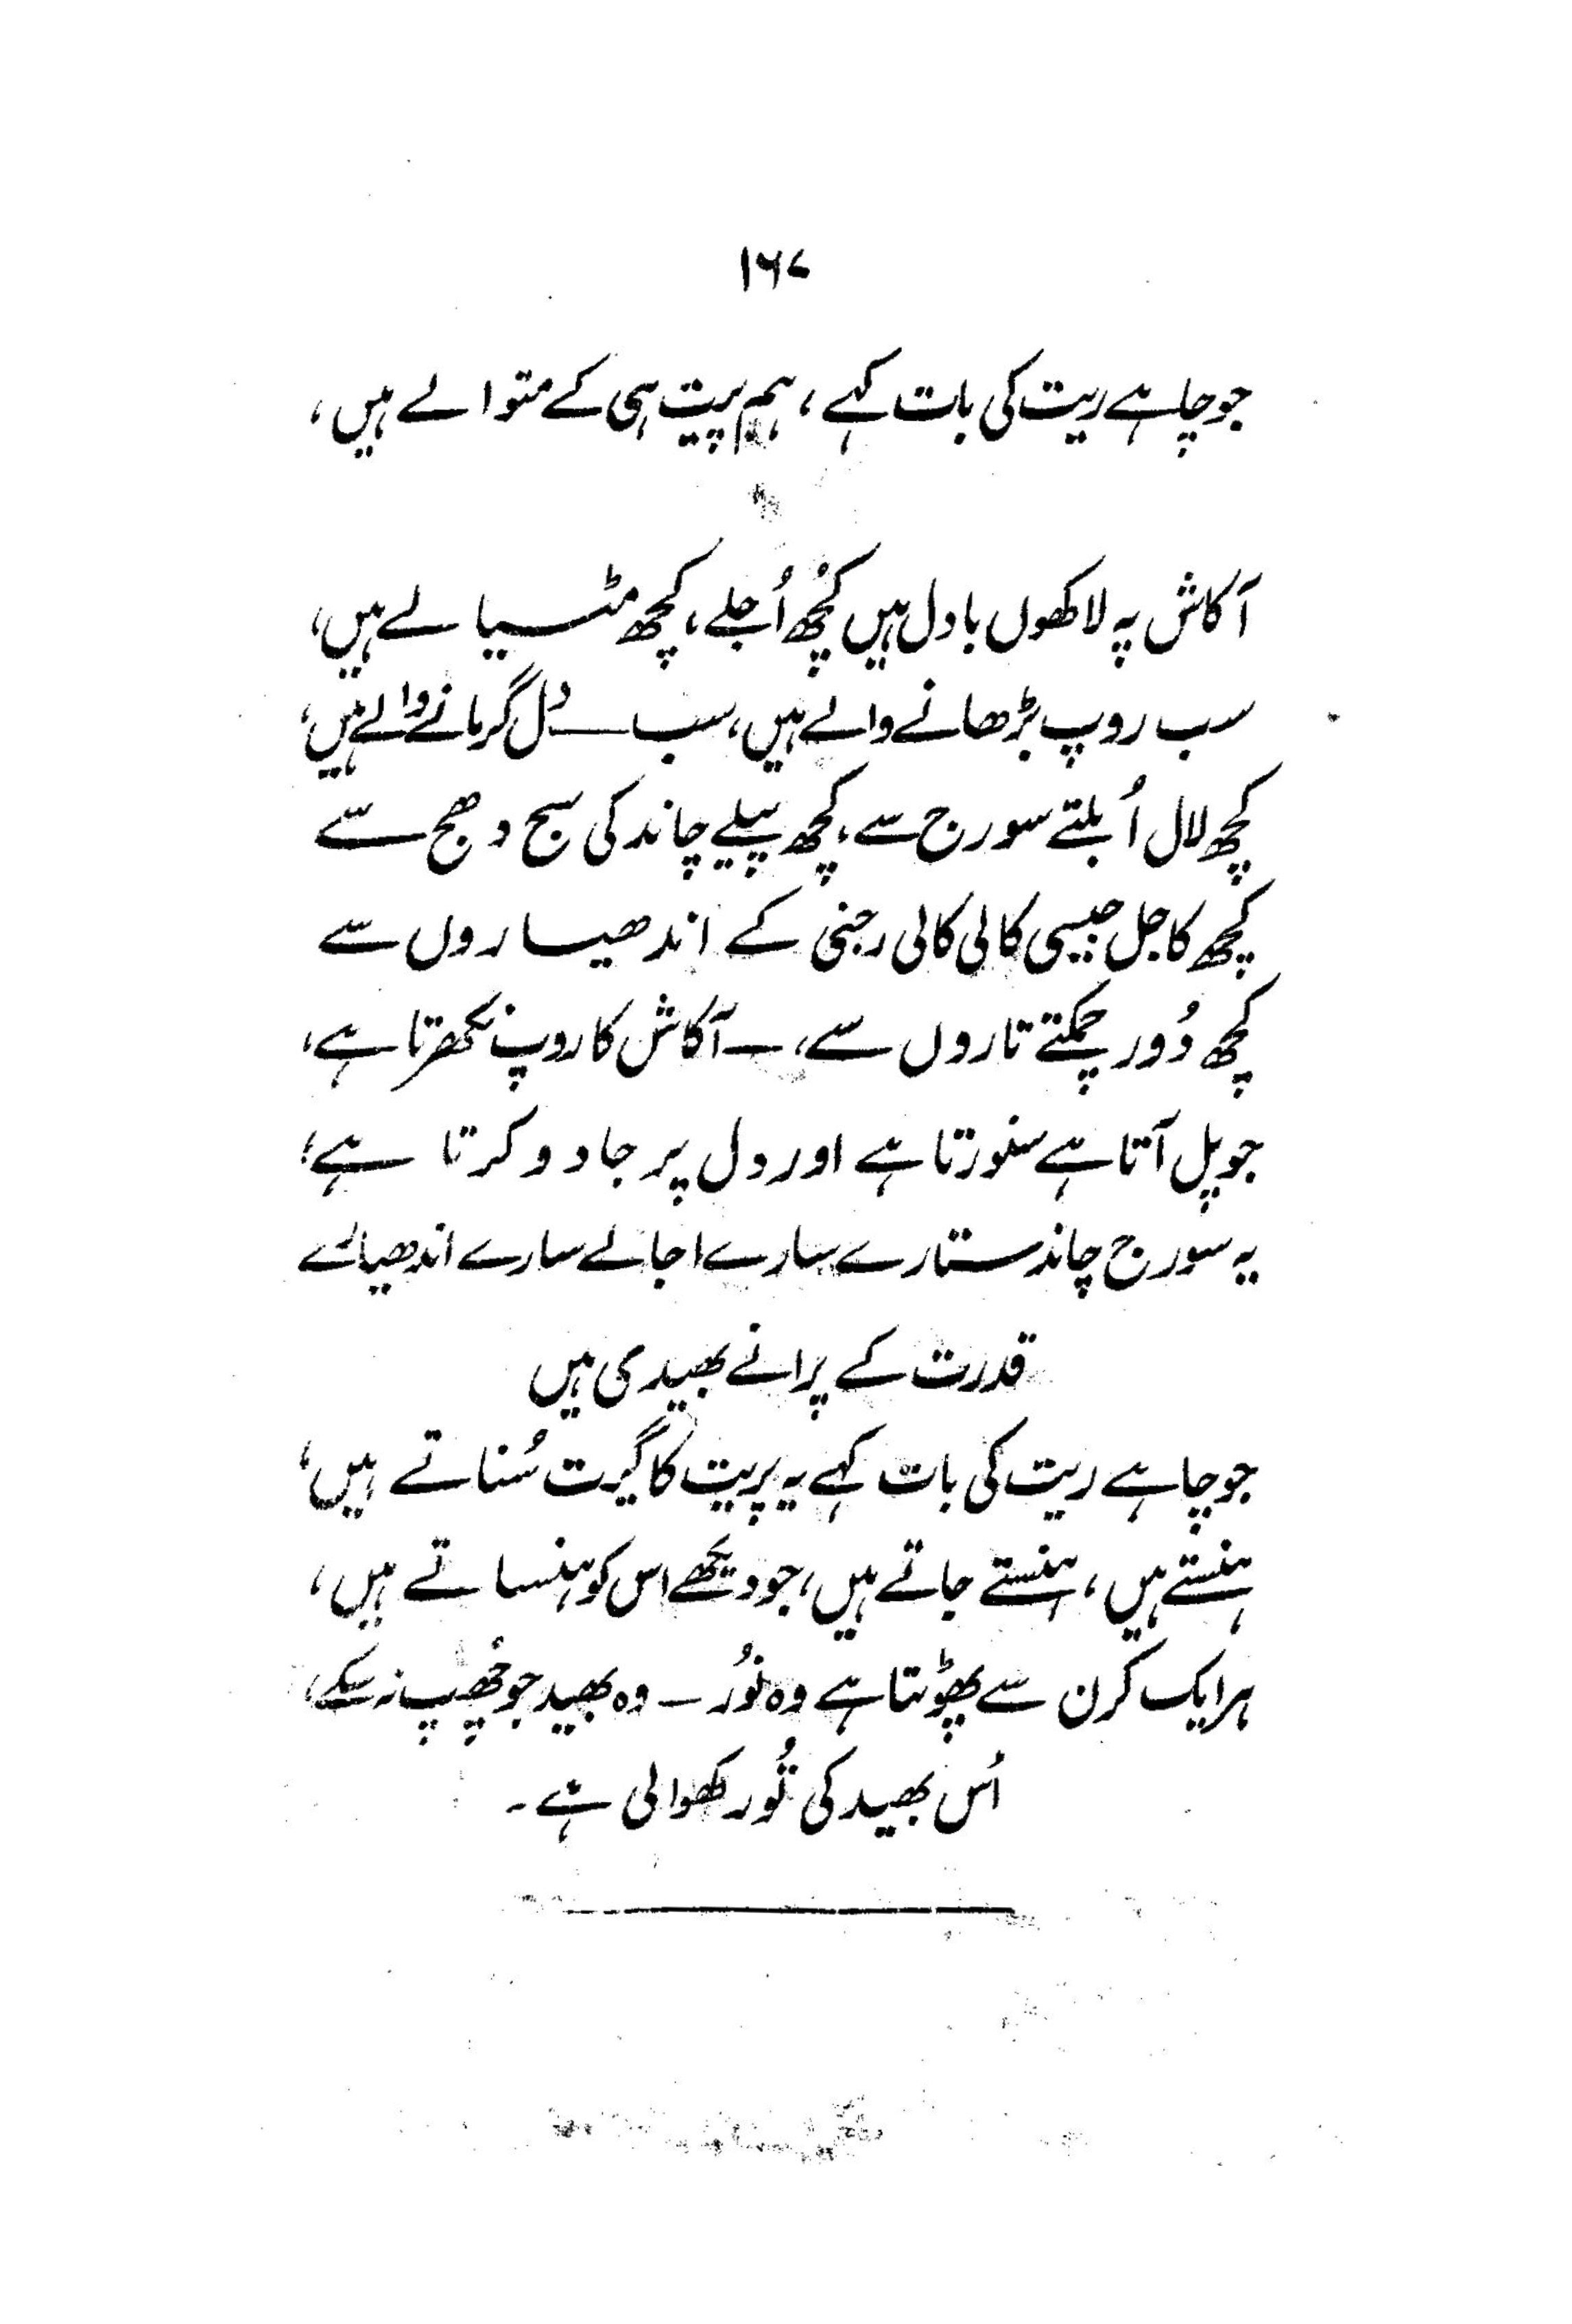 ۱۶۷
جو چاہے ریت کی بات کہے، ہم پیت ہی کے متوالے ہیں،
آکاش پہ لاکھوں بادل ہیں کُچھ اُجلے، کچھ مٹیالے ہیں،
سب روپ بڑھانے والے ہیں، سب دل گرمانے والے ہیں،
کچھ لال اُبلتے سورج سے، کچھ پیلے چاند کی سج دھج سے
کچھ کاجل جیسی کالی کالی رجنی کے اندھیاروں سے
کچھ دُور چمکتے تاروں سے، — آکاش کا روپ نکھرتا ہے،
جو پل آتا ہے سنورتا ہے اور دل پر جادو کرتا ہے؛
یہ سورج چاند ستارے سارے اجالے سارے اندھیالے
قدرت کے پرانے بھیدی ہیں
جو چاہے ریت کی بات کہے یہ پریت کا گیت سُناتے ہیں،
ہنستے ہیں، ہنستے جاتے ہیں، جو دیکھے اس کو ہنساتے ہیں،
ہر ایک کرن سے پھوٹتا ہے وہ نُور — وہ بھید جو چُھپ نہ سکے،
اُس بھید کی تُو رکھوالی ہے۔